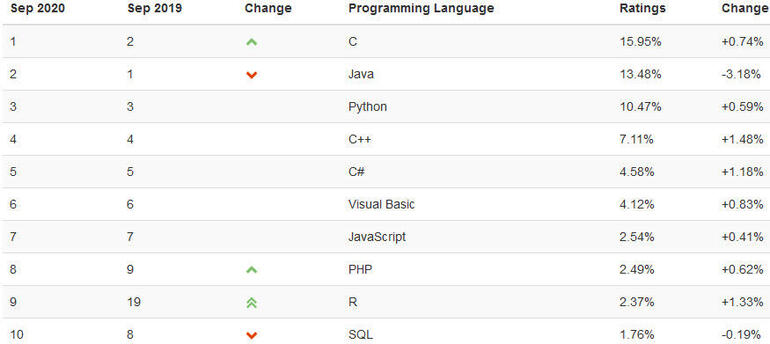 Sep 2020 Sep 2019 Change Programming Language Ratings Change
1 2 C 15.95% +0.74%
2 1 Java 13.48% -3.18%
3 3 Python 10.47% +0.59%
4 4 C++ 7.11% +1.48%
5 5 C# 4.58% +1.18%
6 6 Visual Basic 4.12% +0.83%
7 7 JavaScript 2.54% +0.41%
8 9 PHP 2.49% +0.62%
9 19 R 2.37% +1.33%
10 8 SQL 1.76% -0.19%